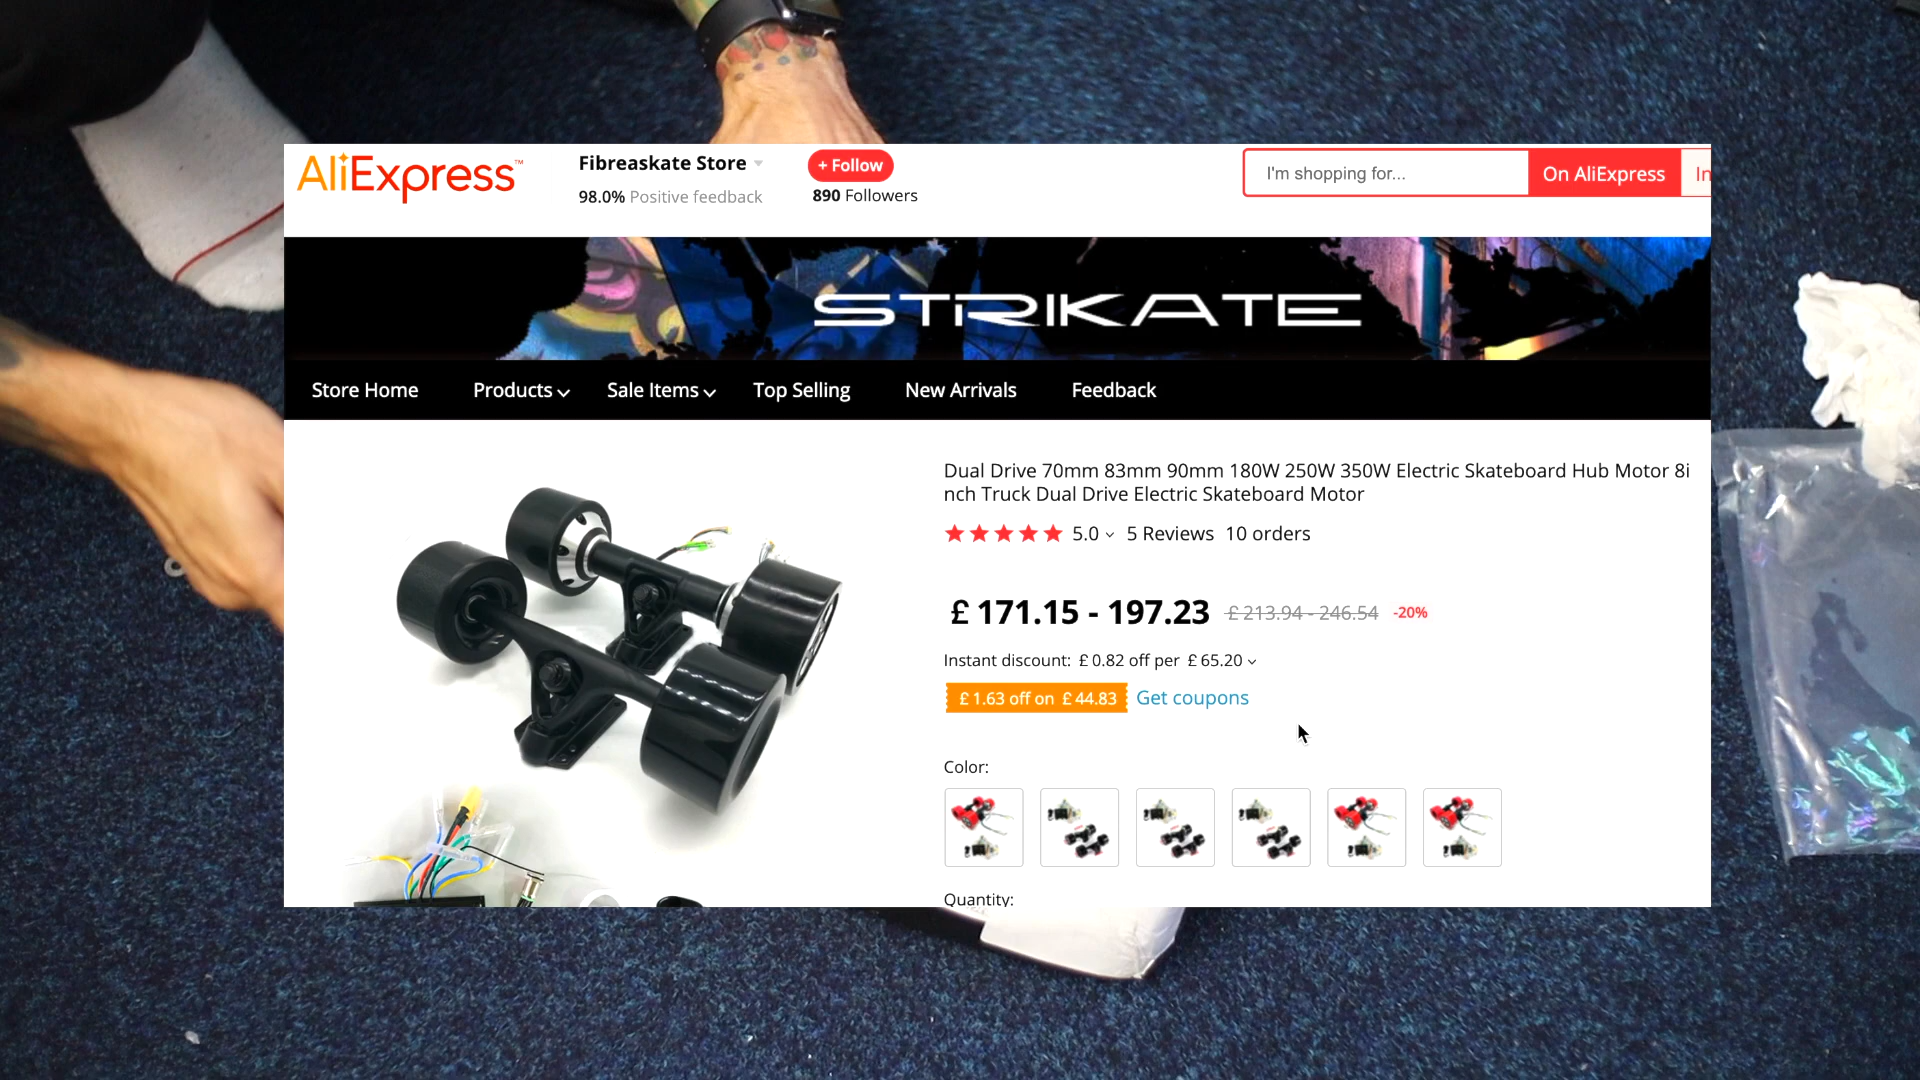 AliExpress™
Fibreaskate Store
+ Follow
98.0% Positive feedback
890 Followers
I'm shopping for...
On AliExpress
In
STRIKATE
Store Home Products Sale Items Top Selling New Arrivals Feedback
Dual Drive 70mm 83mm 90mm 180W 250W 350W Electric Skateboard Hub Motor 8i
nch Truck Dual Drive Electric Skateboard Motor
5.0 5 Reviews 10 orders
£ 171.15 - 197.23 £ 213.94 - 246.54 -20%
Instant discount: £ 0.82 off per £ 65.20
£ 1.63 off on £ 44.83 Get coupons
Color:
Quantity: